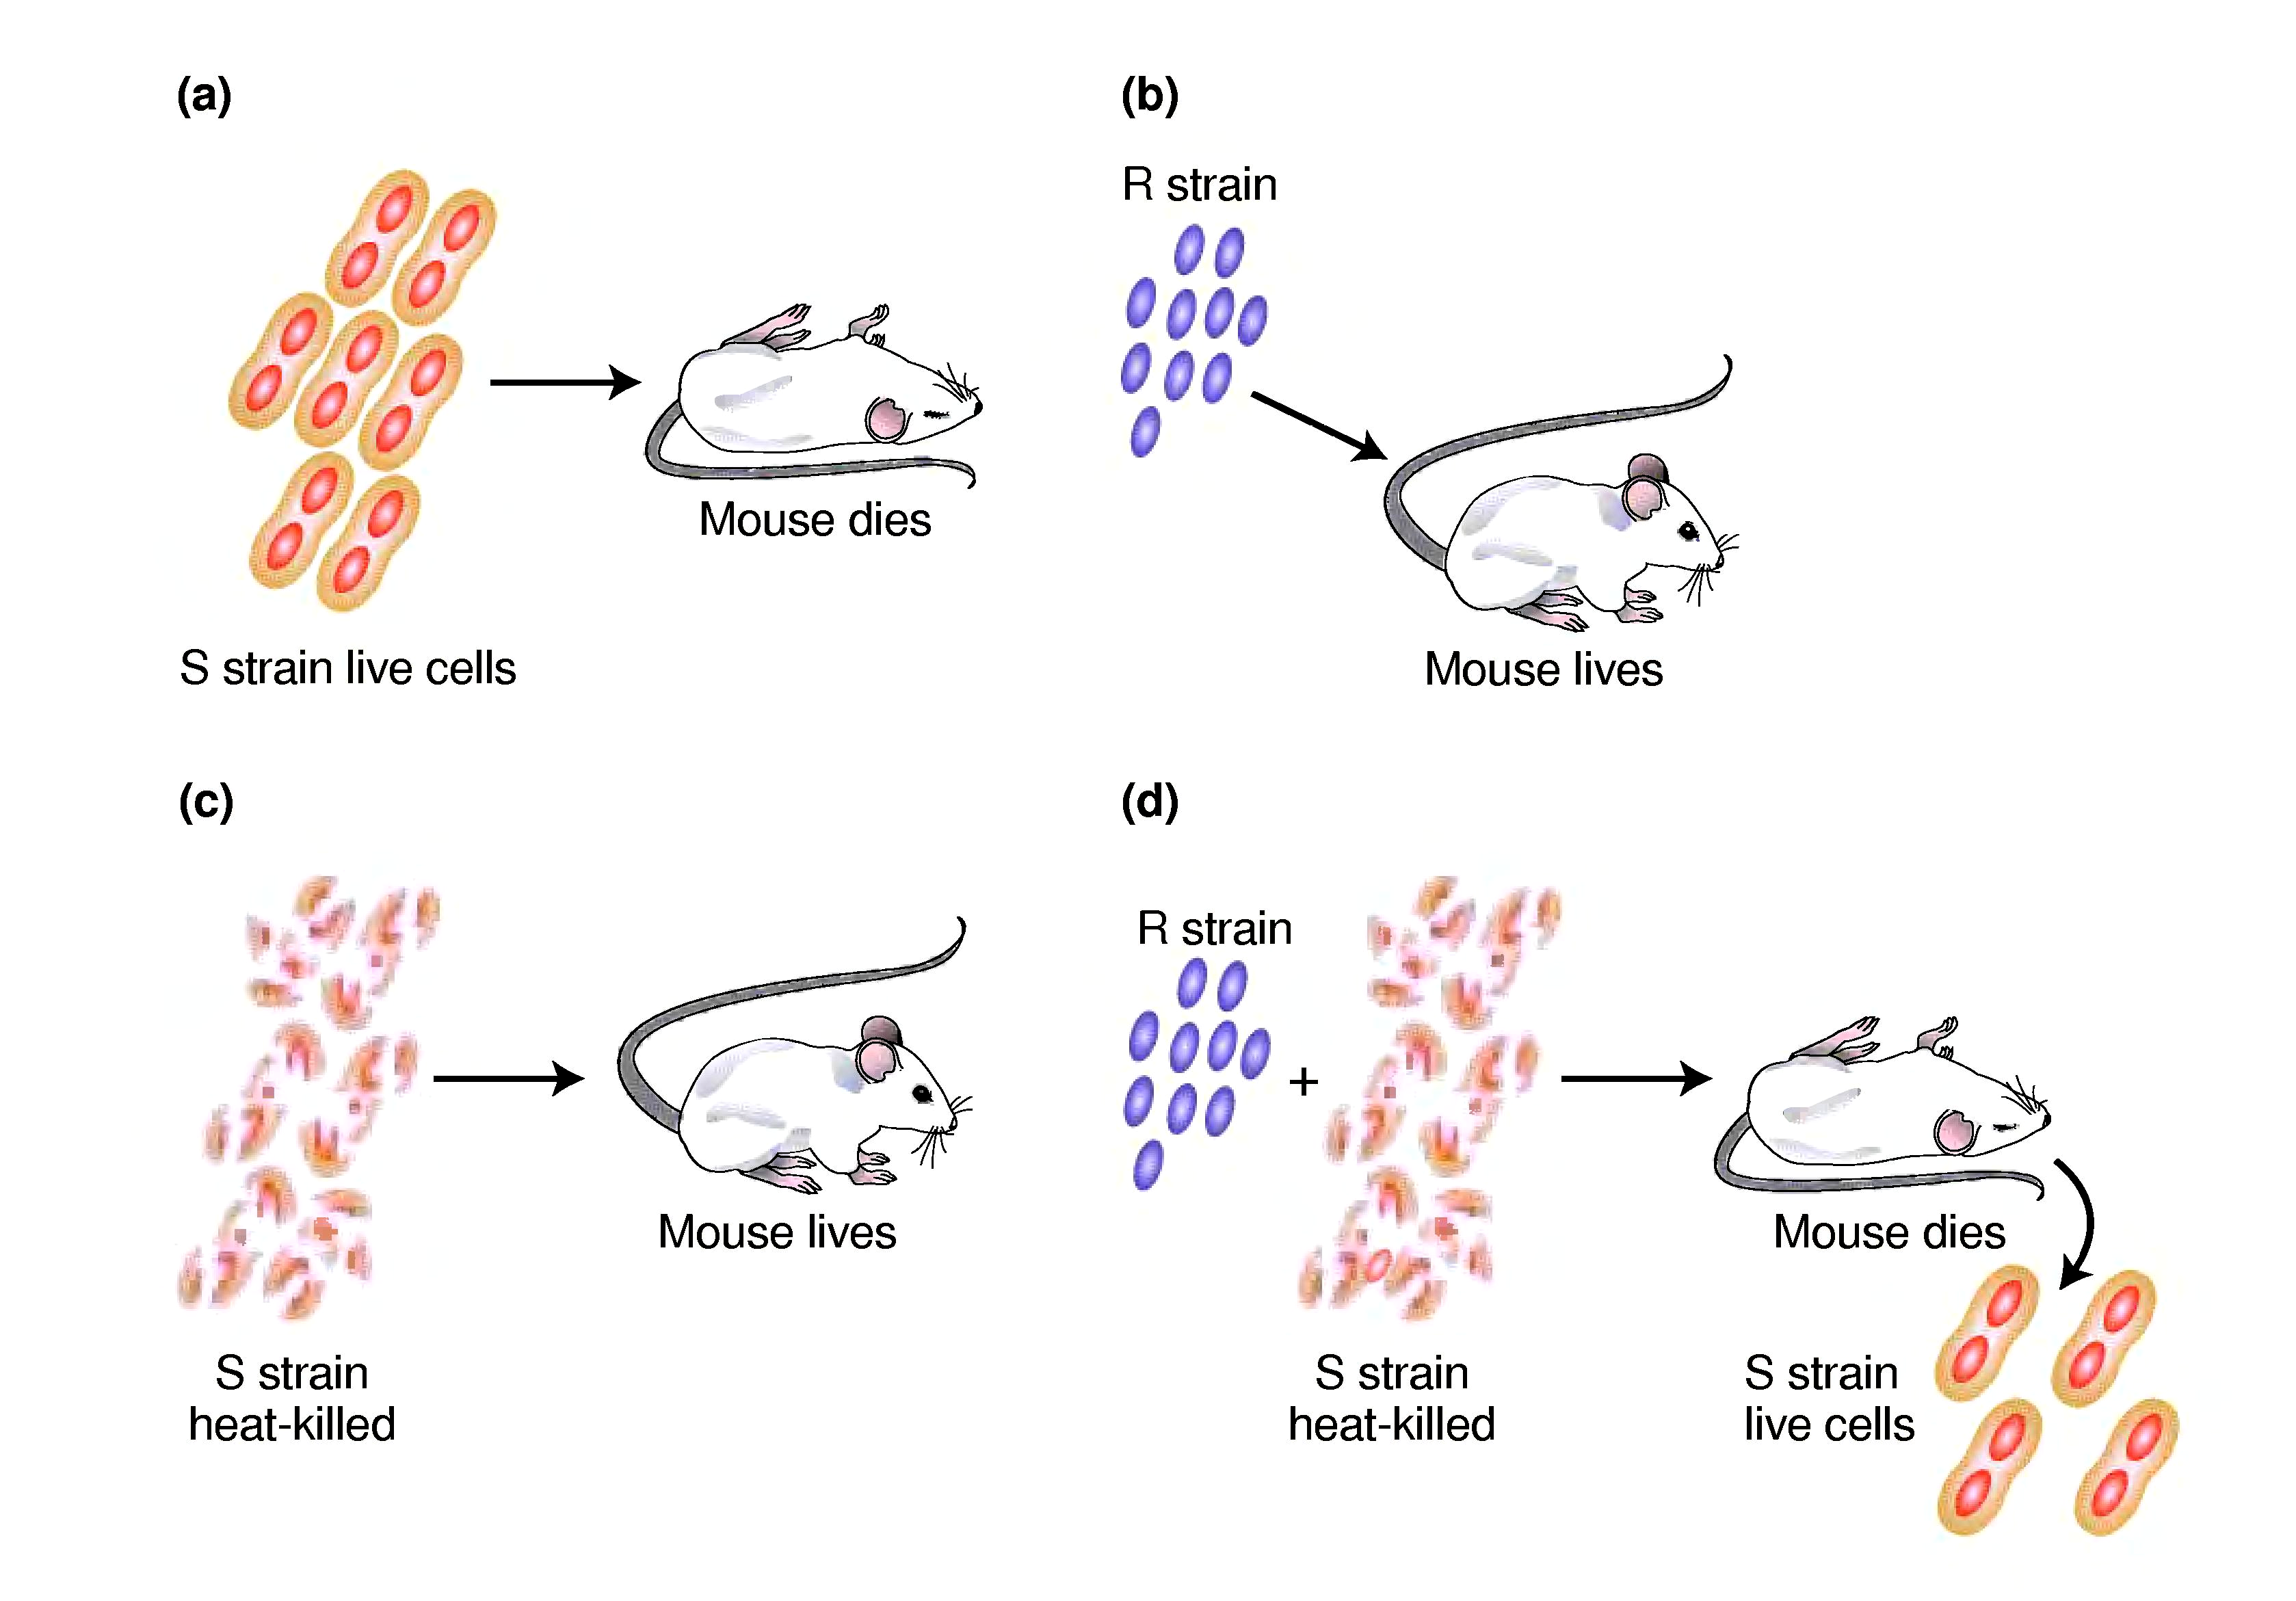 (a)
S strain live cells
Mouse dies
(b)
R strain
Mouse lives
(c)
S strain
heat-killed
Mouse lives
(d)
R strain
+
S strain
heat-killed
Mouse dies
S strain
live cells